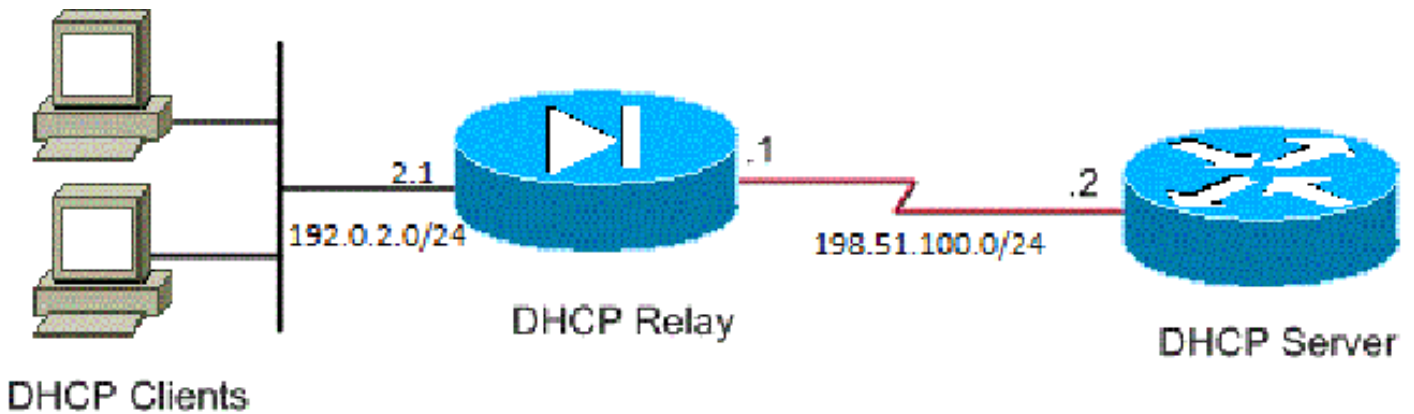 2.1
192.0.2.0/24
.1
.2
198.51.100.0/24
DHCP Relay
DHCP Server
DHCP Clients